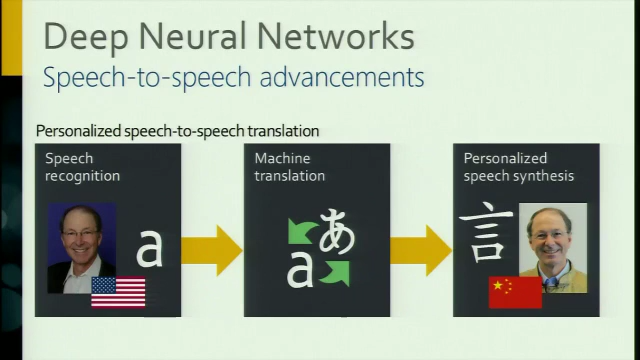 Deep Neural Networks
Speech-to-speech advancements
Personalized speech-to-speech translation
Speech
recognition
a
Machine
translation
あ
a
Personalized
speech synthesis
言